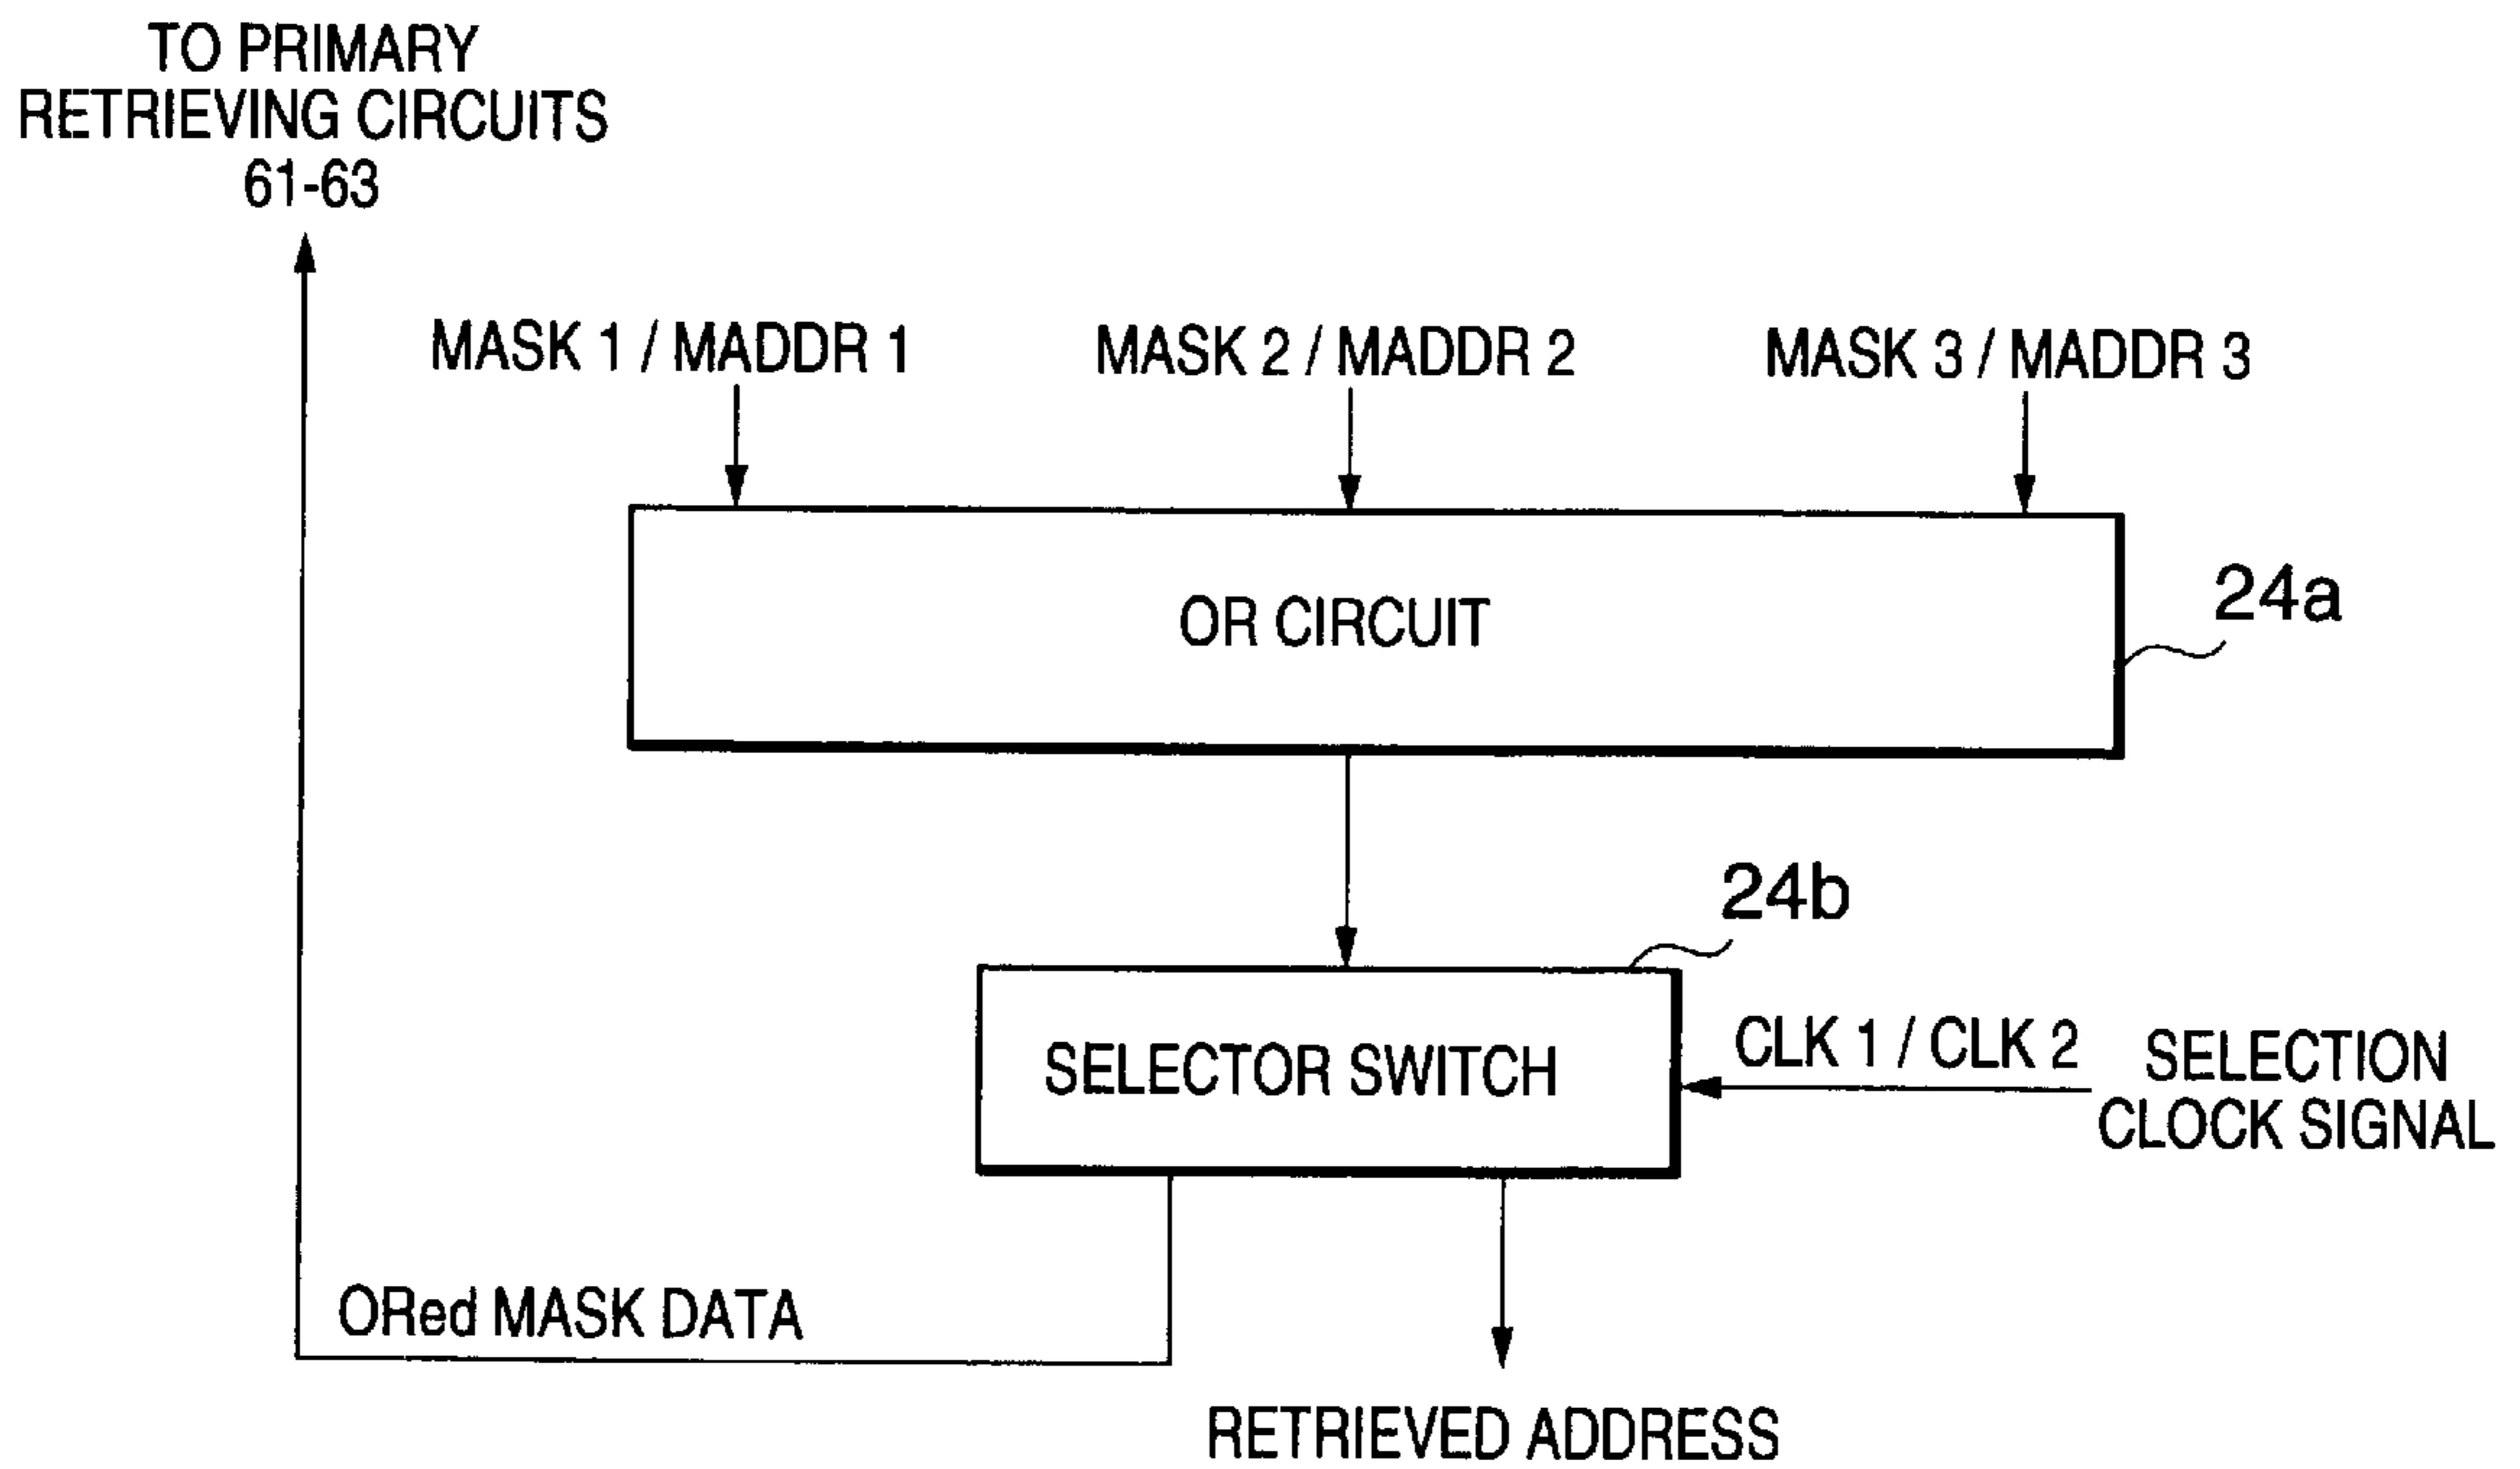 TO PRIMARY
RETRIEVING CIRCUITS
61-63
MASK 1 / MADDR 1
MASK 2 / MADDR 2
MASK 3 / MADDR 3
OR CIRCUIT
24a
24b
SELECTOR SWITCH
CLK 1 / CLK 2
SELECTION
CLOCK SIGNAL
ORed MASK DATA
RETRIEVED ADDRESS